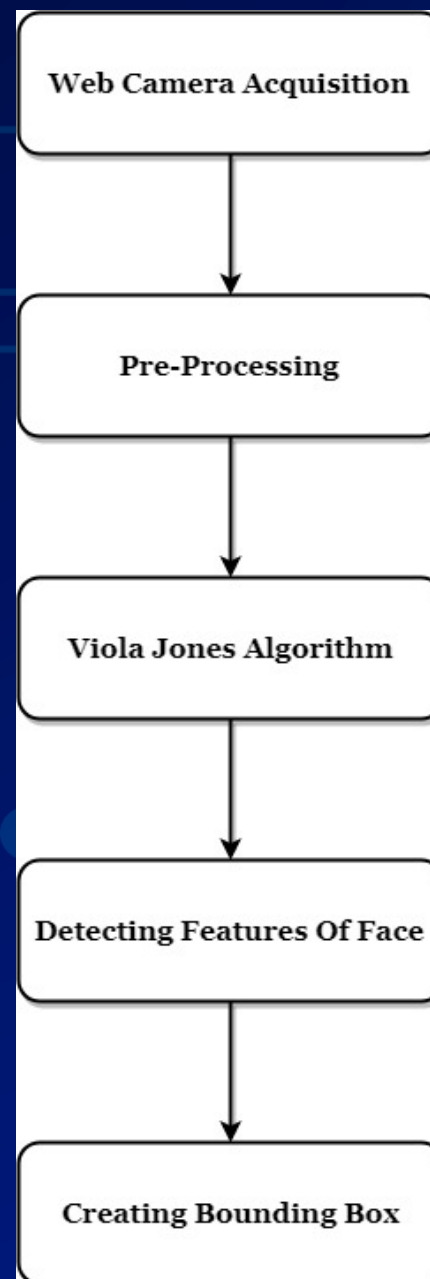 Web Camera Acquisition
Pre-Processing
Viola Jones Algorithm
Detecting Features Of Face
Creating Bounding Box